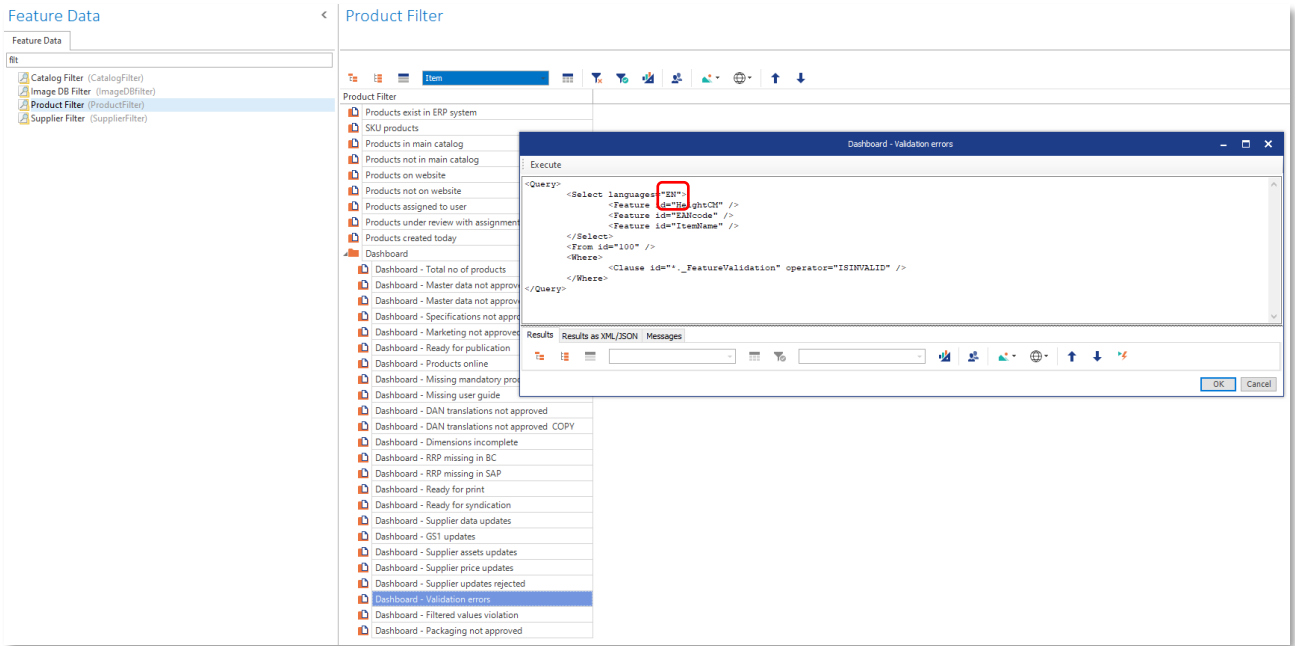 Feature Data
Feature Data
filt
Catalog Filter (CatalogFilter)
Image DB Filter (ImageDBfilter)
Product Filter (ProductFilter)
Supplier Filter (SupplierFilter)
Product Filter
Item
Product Filter
Products exist in ERP system
SKU products
Products in main catalog
Products not in main catalog
Products on website
Products not on website
Products assigned to user
Products under review with assignment
Products created today
Dashboard
Dashboard - Total no of products
Dashboard - Master data not approv
Dashboard - Master data not approv
Dashboard - Specifications not appro
Dashboard - Marketing not approved
Dashboard - Ready for publication
Dashboard - Products online
Dashboard - Missing mandatory pro
Dashboard - Missing user guide
Dashboard - DAN translations not approved
Dashboard - DAN translations not approved COPY
Dashboard - Dimensions incomplete
Dashboard - RRP missing in BC
Dashboard - RRP missing in SAP
Dashboard - Ready for print
Dashboard - Ready for syndication
Dashboard - Supplier data updates
Dashboard - GS1 updates
Dashboard - Supplier assets updates
Dashboard - Supplier price updates
Dashboard - Supplier updates rejected
Dashboard - Validation errors
Dashboard - Filtered values violation
Dashboard - Packaging not approved
Dashboard - Validation errors
Execute
<Query>
<Select languages="EN">
<Feature id="HeightCM" />
<Feature id="EANcode" />
<Feature id="ItemName" />
</Select>
<From id="100" />
<Where>
<Clause id="*._FeatureValidation" operator="ISINVALID" />
</Where>
</Query>
Results Results as XML/JSON Messages
OK Cancel